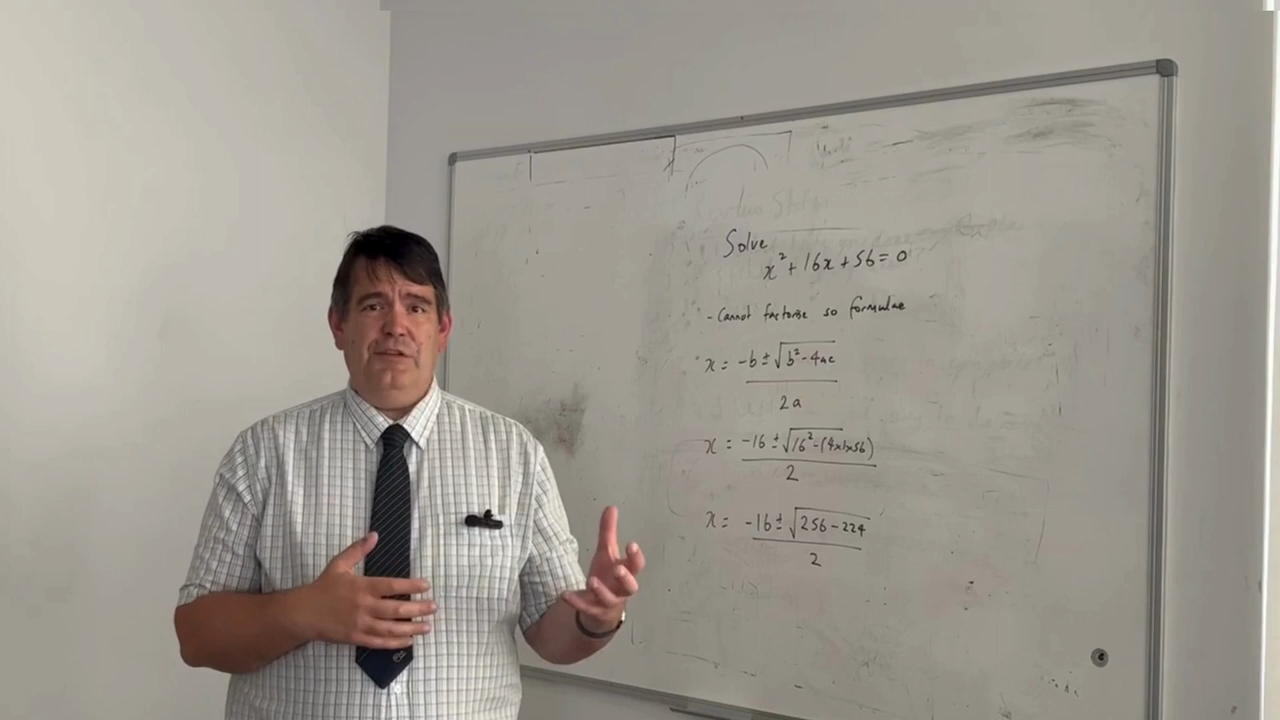 Solve
x² + 16x + 56 = 0
- Cannot factorise so formulae
x = -b ± √b² - 4ac
2a
x = -16 ± √16² - (4x1x56)
2
x = -16 ± √256 - 224
2